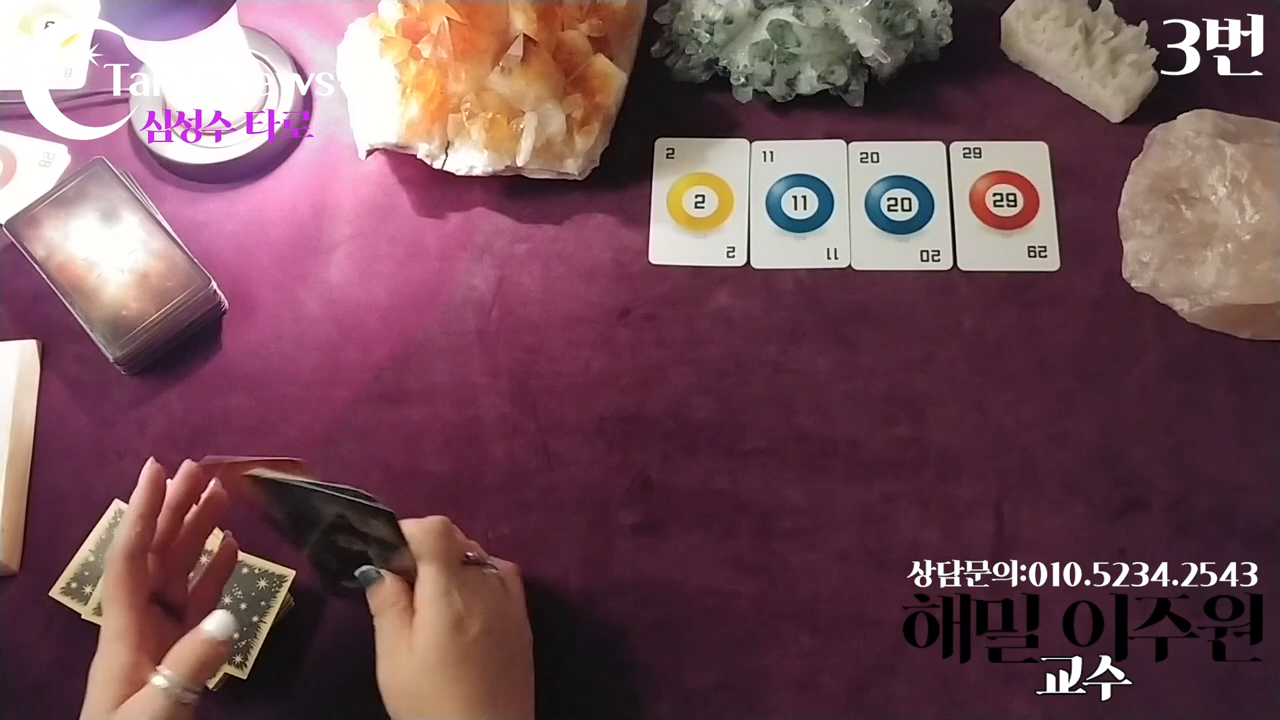 3번
심성수 타로
2 11 20 29
2 11 20 29
2 11 20 29
상담문의:010.5234.2543
해밀 이주원
교수